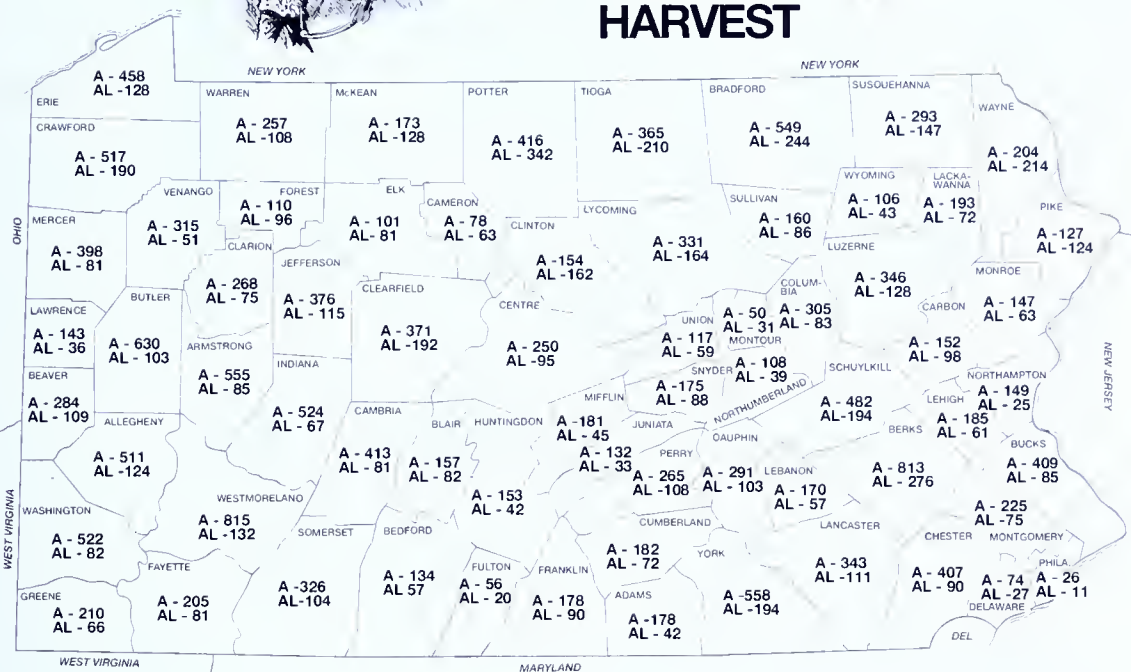 HARVEST
NEW YORK
NEW YORK
ERIE
A - 458
AL -128
WARREN
A - 257
AL -108
McKEAN
A - 173
AL -128
POTTER
A - 416
AL - 342
TIOGA
A - 365
AL -210
BRADFORD
A - 549
AL - 244
SUSQUEHANNA
A - 293
AL -147
WAYNE
A - 204
AL - 214
CRAWFORD
A - 517
AL - 190
VENANGO
A - 315
AL - 51
FOREST
A - 110
AL - 96
ELK
A - 101
AL - 81
CAMERON
A - 78
AL - 63
CLINTON
A -154
AL -162
LYCOMING
A - 331
AL -164
SULLIVAN
A - 160
AL - 86
WYOMING
A - 106
AL - 43
LACKA-
WANNA
A - 193
AL - 72
PIKE
A -127
AL -124
OHIO
MERCER
A - 398
AL - 81
CLARION
A - 268
AL - 75
JEFFERSON
A - 376
AL - 115
CLEARFIELD
A - 371
AL -192
CENTRE
A - 250
AL -95
UNION
A - 117
AL - 59
A - 50
AL - 31
MONTOUR
COLUM-
BIA
A - 305
AL - 83
LUZERNE
A - 346
AL -128
CARBON
A - 152
AL - 98
MONROE
A - 147
AL - 63
LAWRENCE
A - 143
AL - 36
BUTLER
A - 630
AL - 103
ARMSTRONG
A - 555
AL - 85
INDIANA
A - 524
AL - 67
SNYDER
A -175
AL - 88
A - 108
AL - 39
NORTHUMBERLAND
SCHUYLKILL
A - 482
AL -194
LEHIGH
A - 185
AL - 61
NORTHAMPTON
A - 149
AL - 25
NEW JERSEY
BEAVER
A - 284
AL - 109
ALLEGHENY
A - 511
AL -124
CAMBRIA
A - 413
AL - 81
BLAIR
A - 157
AL - 82
HUNTINGDON
A - 153
AL - 42
MIFFLIN
A -181
AL - 45
JUNIATA
A - 132
AL - 33
PERRY
A - 265
AL -108
DAUPHIN
A - 291
AL - 103
LEBANON
A - 170
AL - 57
BERKS
A - 813
AL - 276
BUCKS
A - 409
AL - 85
WEST VIRGINIA
WASHINGTON
A - 522
AL - 82
WESTMORELAND
A - 815
AL -132
SOMERSET
A -326
AL-104
BEDFORD
A - 134
AL 57
FULTON
A - 56
AL - 20
FRANKLIN
A - 178
AL - 90
CUMBERLAND
A - 182
AL - 72
YORK
A -558
AL -194
LANCASTER
A - 343
AL -111
CHESTER
A - 407
AL - 90
A - 225
AL -75
MONTGOMERY
PHILA.
A - 26
AL - 11
A - 74
AL -27
DELAWARE
GREENE
A - 210
AL - 66
FAYETTE
A - 205
AL - 81
ADAMS
A -178
AL - 42
DEL
WEST VIRGINIA
MARYLAND